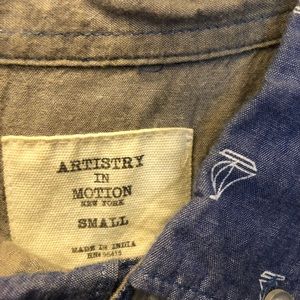 ARTISTRY
IN
MOTION
NEW YORK
SMALL
MADE IN INDIA